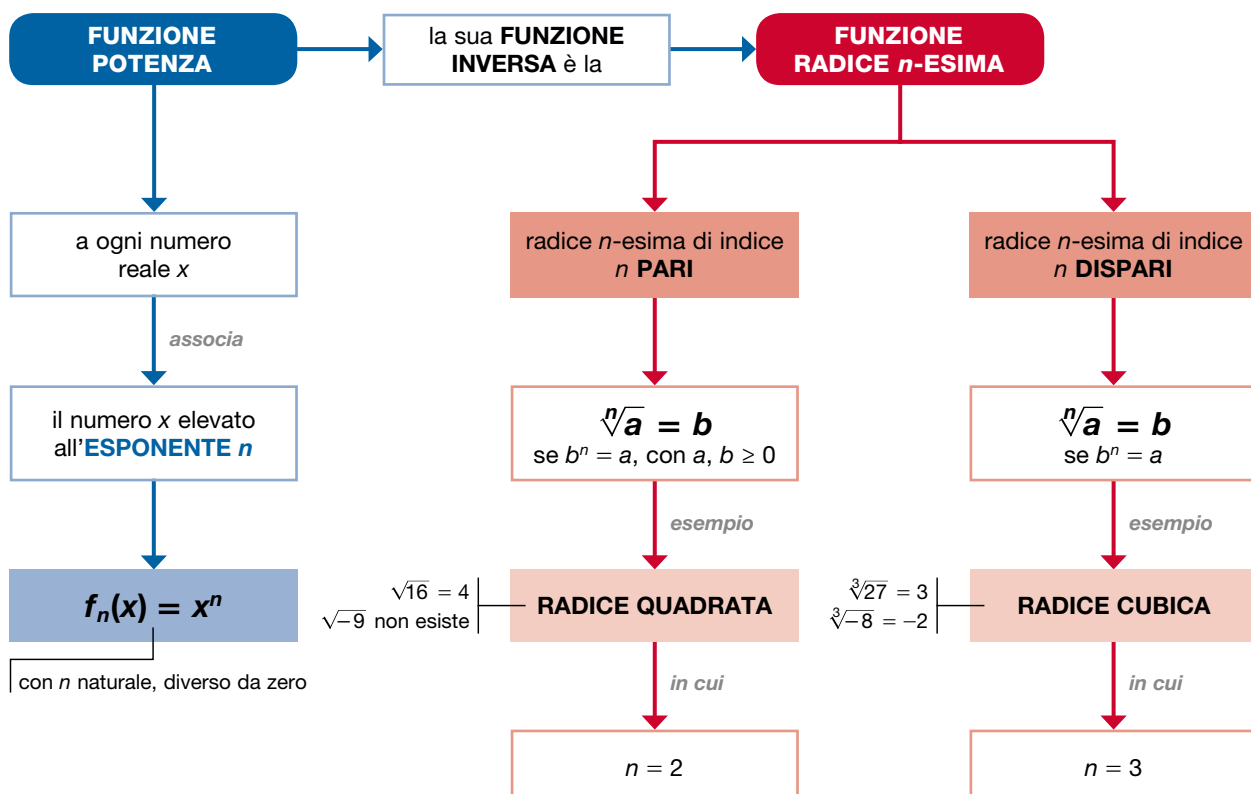 FUNZIONE
POTENZA
la sua FUNZIONE
INVERSA è la
FUNZIONE
RADICE n-ESIMA
a ogni numero
reale x
associa
il numero x elevato
all'ESPONENTE n
fₙ(x) = xⁿ
con n naturale, diverso da zero
radice n-esima di indice
n PARI
ⁿ√a = b
se bⁿ = a, con a, b ≥ 0
esempio
√16 = 4
√−9 non esiste
RADICE QUADRATA
in cui
n = 2
radice n-esima di indice
n DISPARI
ⁿ√a = b
se bⁿ = a
esempio
³√27 = 3
³√−8 = −2
RADICE CUBICA
in cui
n = 3